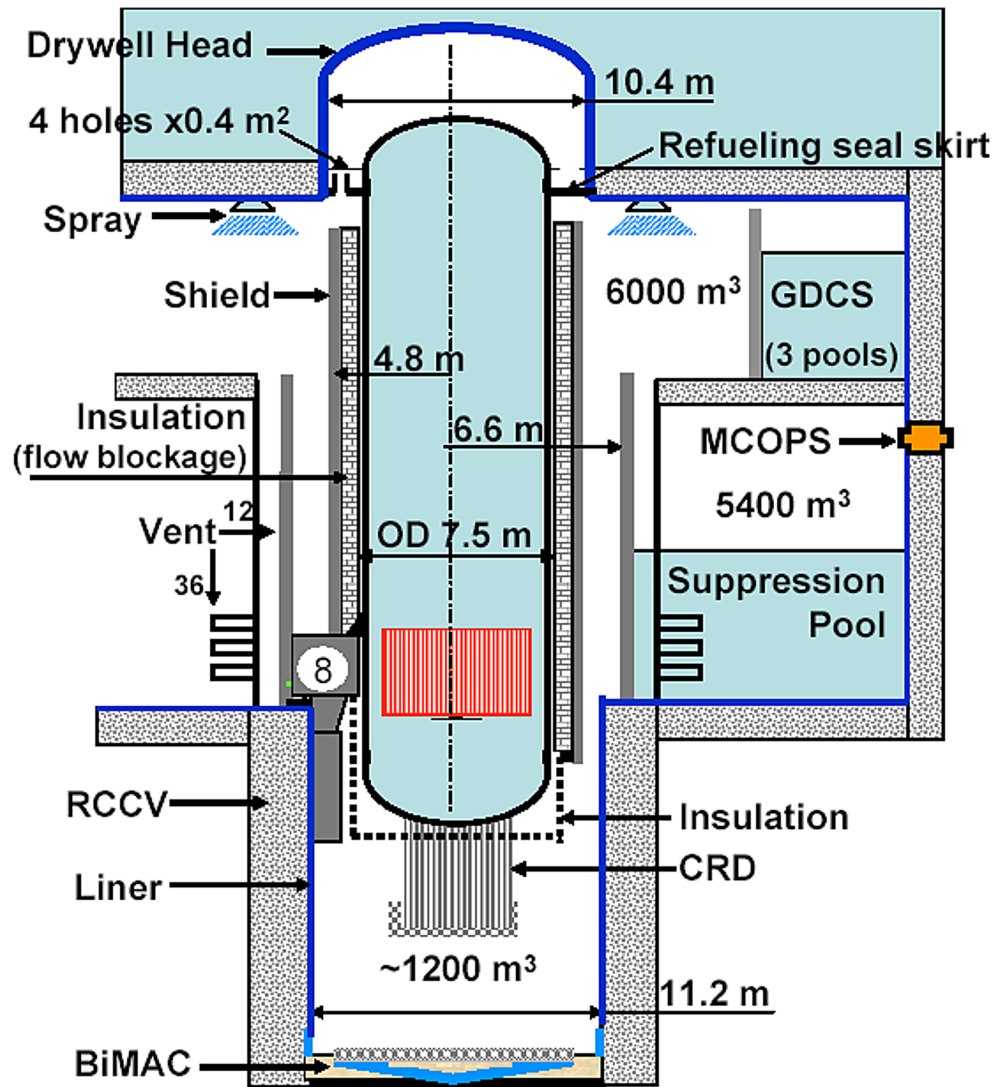 Drywell Head
10.4 m
4 holes x0.4 m²
Refueling seal skirt
Spray
Shield
6000 m³
GDCS
(3 pools)
4.8 m
Insulation
(flow blockage)
6.6 m
MCOPS
5400 m³
Vent
12
36
OD 7.5 m
Suppression
Pool
8
RCCV
Insulation
CRD
Liner
~1200 m³
11.2 m
BiMAC